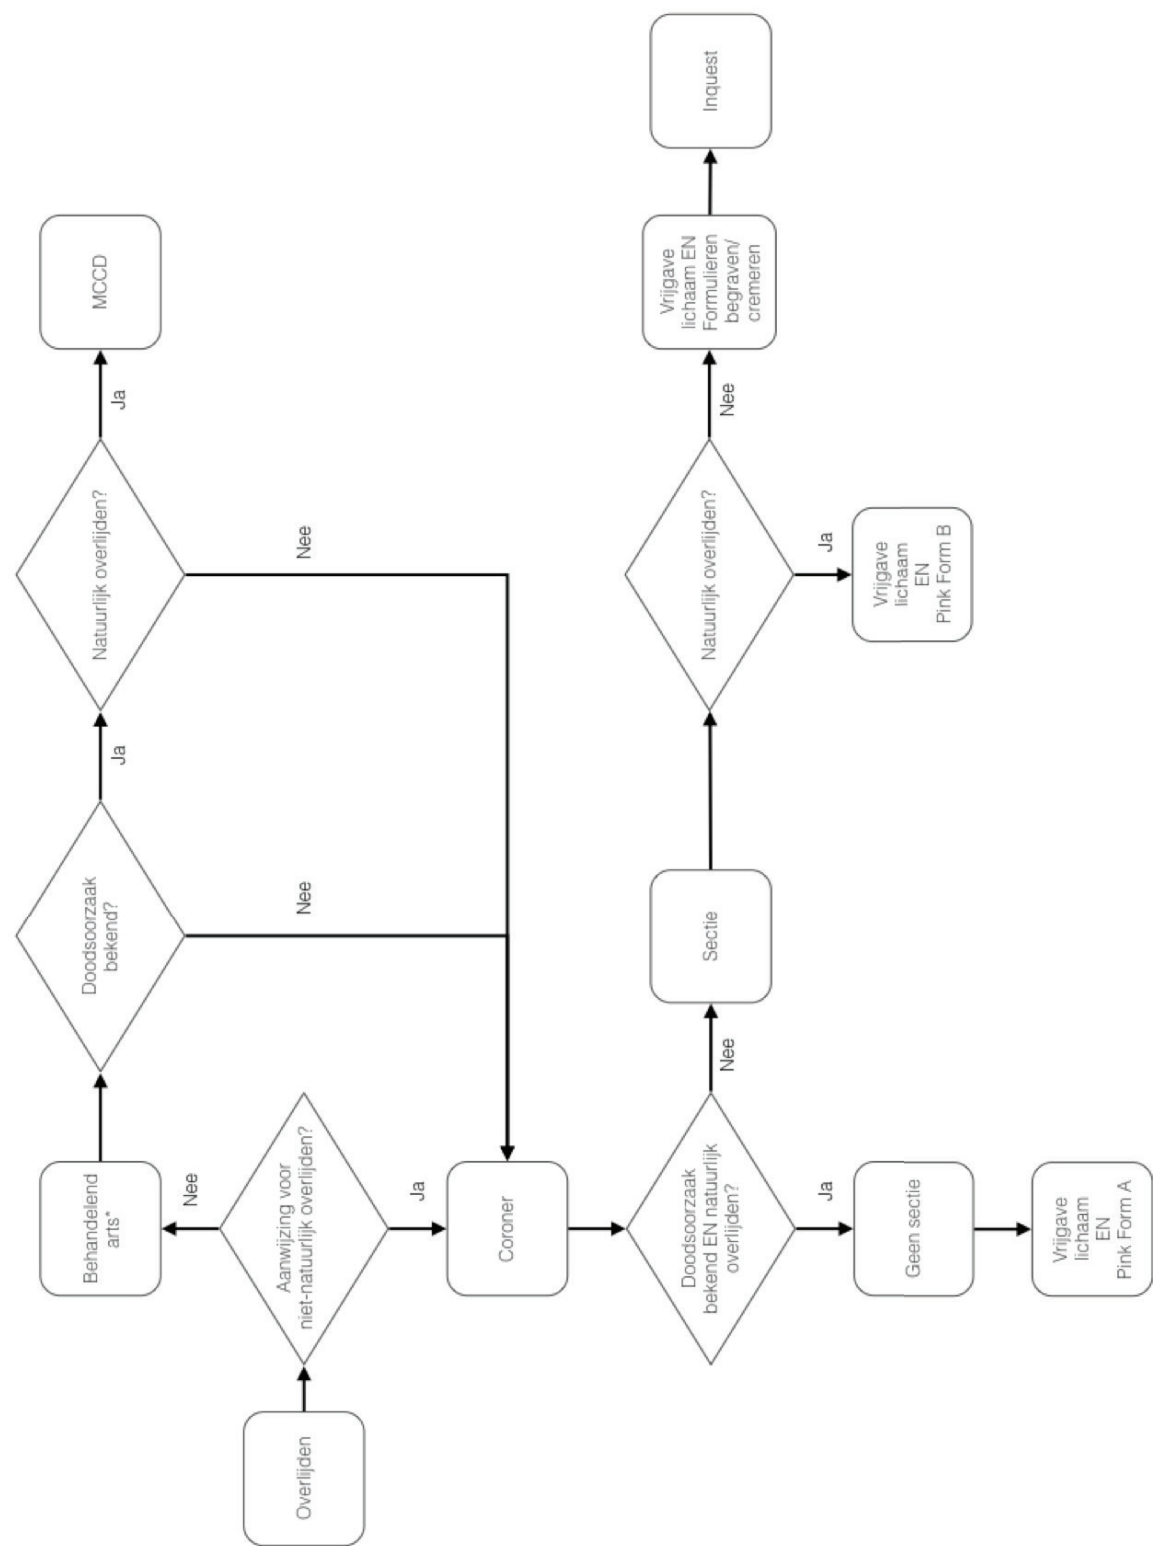 Overlijden
Aanwijzing voor
niet-natuurlijk overlijden?
Nee
Ja
Behandelend
arts*
Doodsoorzaak
bekend?
Ja
Nee
Natuurlijk overlijden?
Ja
Nee
MCCD
Coroner
Doodsoorzaak
bekend EN natuurlijk
overlijden?
Nee
Ja
Sectie
Natuurlijk overlijden?
Nee
Ja
Vrijgave
lichaam EN
Formulieren
begraven/
cremeren
Inquest
Vrijgave
lichaam
EN
Pink Form B
Geen sectie
Vrijgave
lichaam
EN
Pink Form A